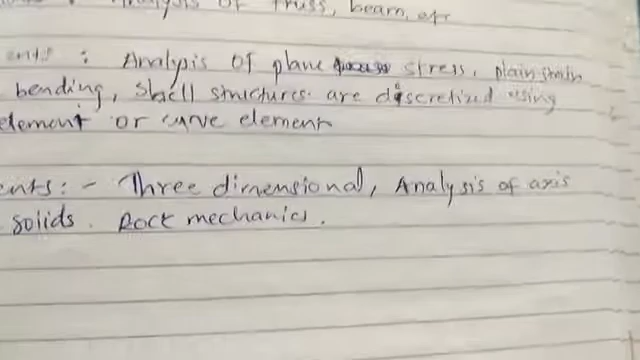 Analysis of Truss, beam, etc
ents : Analysis of plane stress, plain strain
bending, Shell structures are discretized using
element or curve element
ents:- Three dimensional, Analysis of axis
solids. Rock mechanics.